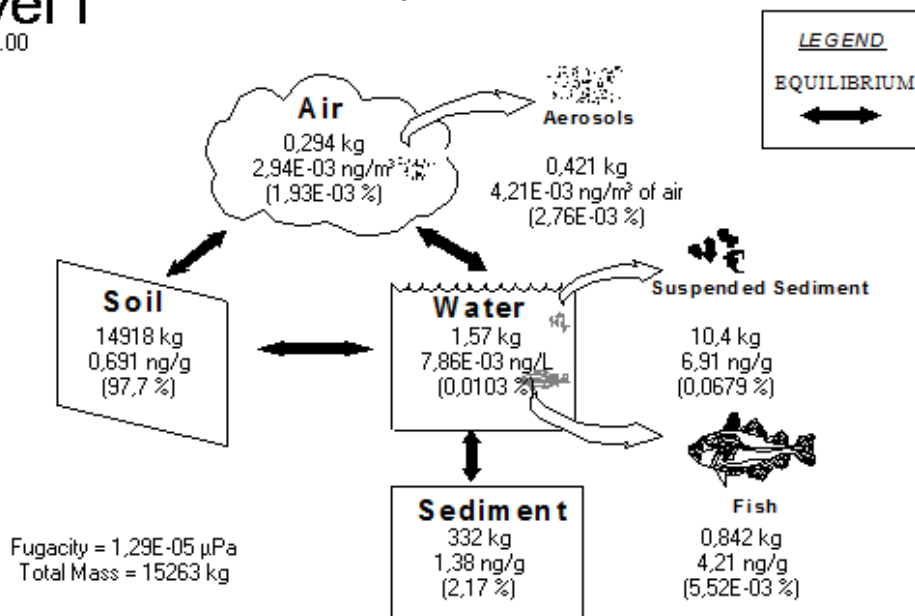 .00
LEGEND
EQUILIBRIUM
Air
0,294 kg
2,94E-03 ng/m³
(1,93E-03 %)
Aerosols
0,421 kg
4,21E-03 ng/m³ of air
(2,76E-03 %)
Soil
14918 kg
0,691 ng/g
(97,7 %)
Water
1,57 kg
7,86E-03 ng/L
(0,0103 %)
Suspended Sediment
10,4 kg
6,91 ng/g
(0,0679 %)
Sediment
332 kg
1,38 ng/g
(2,17 %)
Fish
0,842 kg
4,21 ng/g
(5,52E-03 %)
Fugacity = 1,29E-05 µPa
Total Mass = 15263 kg